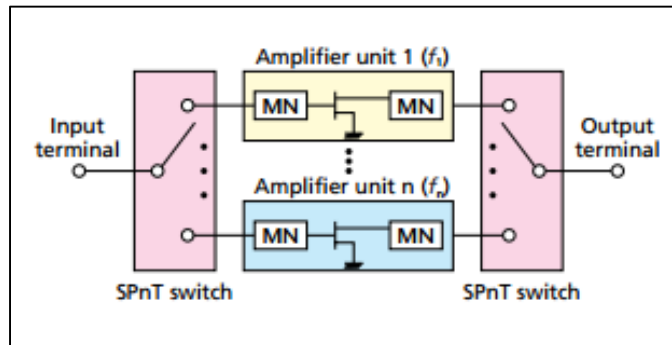 Amplifier unit 1 (f₁)
MN
MN
Input
terminal
Output
terminal
Amplifier unit n (fₙ)
MN
MN
SPnT switch
SPnT switch